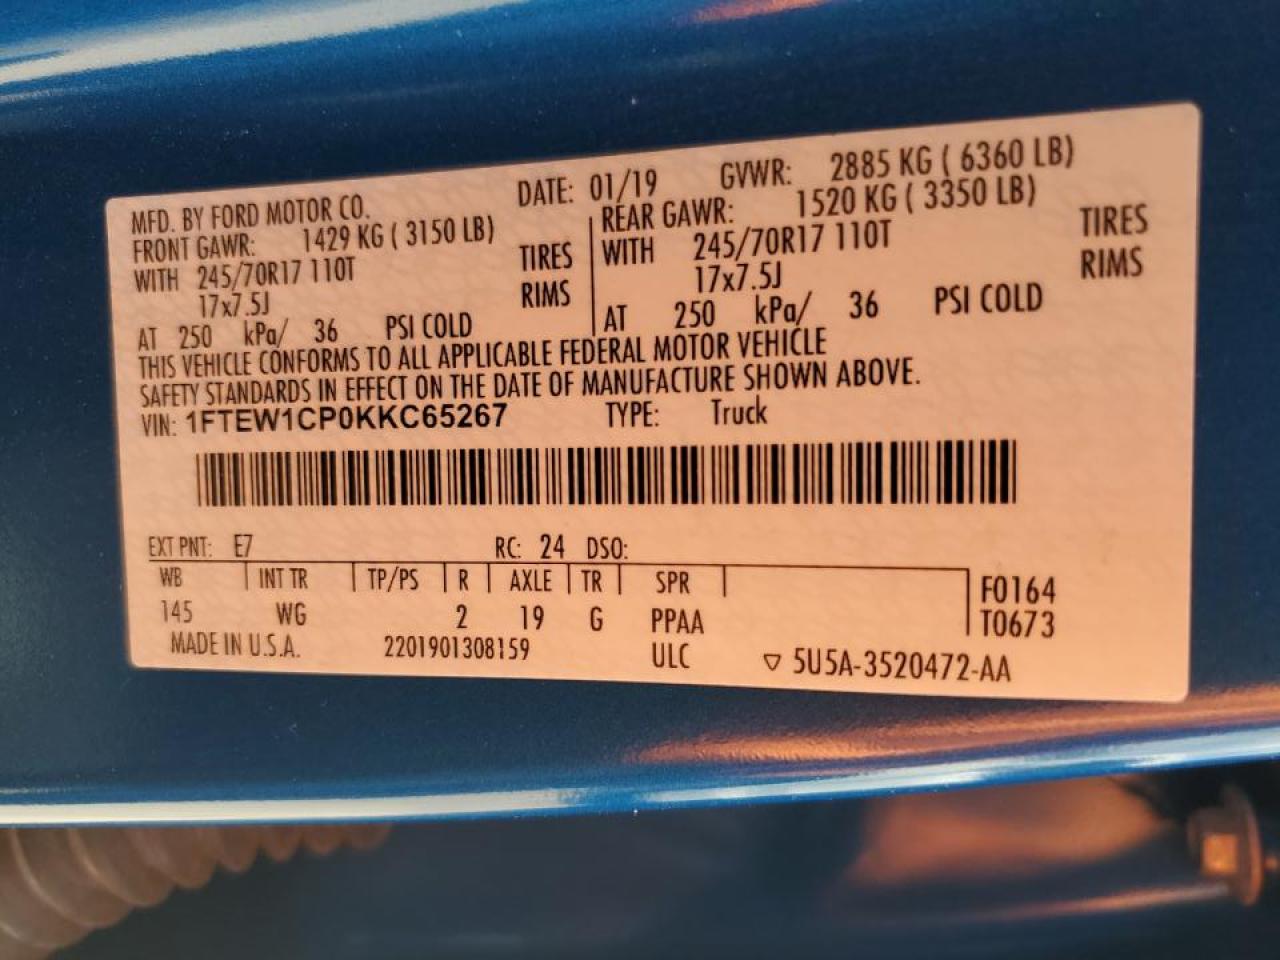 MFD. BY FORD MOTOR CO. DATE: 01/19 GVWR: 2885 KG ( 6360 LB)
FRONT GAWR: 1429 KG ( 3150 LB) REAR GAWR: 1520 KG ( 3350 LB)
WITH 245/70R17 110T TIRES WITH 245/70R17 110T TIRES
17x7.5J RIMS 17x7.5J RIMS
AT 250 kPa/ 36 PSI COLD AT 250 kPa/ 36 PSI COLD
THIS VEHICLE CONFORMS TO ALL APPLICABLE FEDERAL MOTOR VEHICLE
SAFETY STANDARDS IN EFFECT ON THE DATE OF MANUFACTURE SHOWN ABOVE.
VIN: 1FTEW1CP0KKC65267 TYPE: Truck
EXT PNT: E7 RC: 24 DSO:
WB INT TR TP/PS R AXLE TR SPR F0164
145 WG 2 19 G PPAA T0673
MADE IN U.S.A. 2201901308159 ULC ▽ 5U5A-3520472-AA